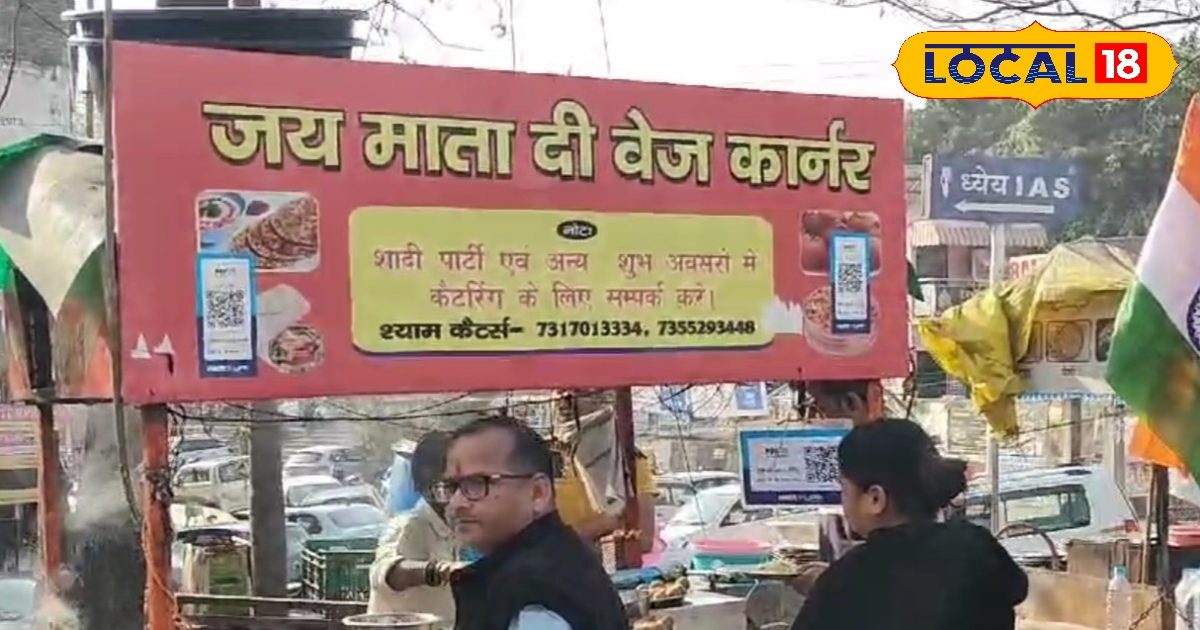 LOCAL 18
जय माता दी वेज कार्नर
ध्येय IAS
नोटः
शादी पार्टी एवं अन्य शुभ अवसरो मे
कैटरिंग के लिए सम्पर्क करे।
श्याम कैटर्स- 7317013334, 7355293448